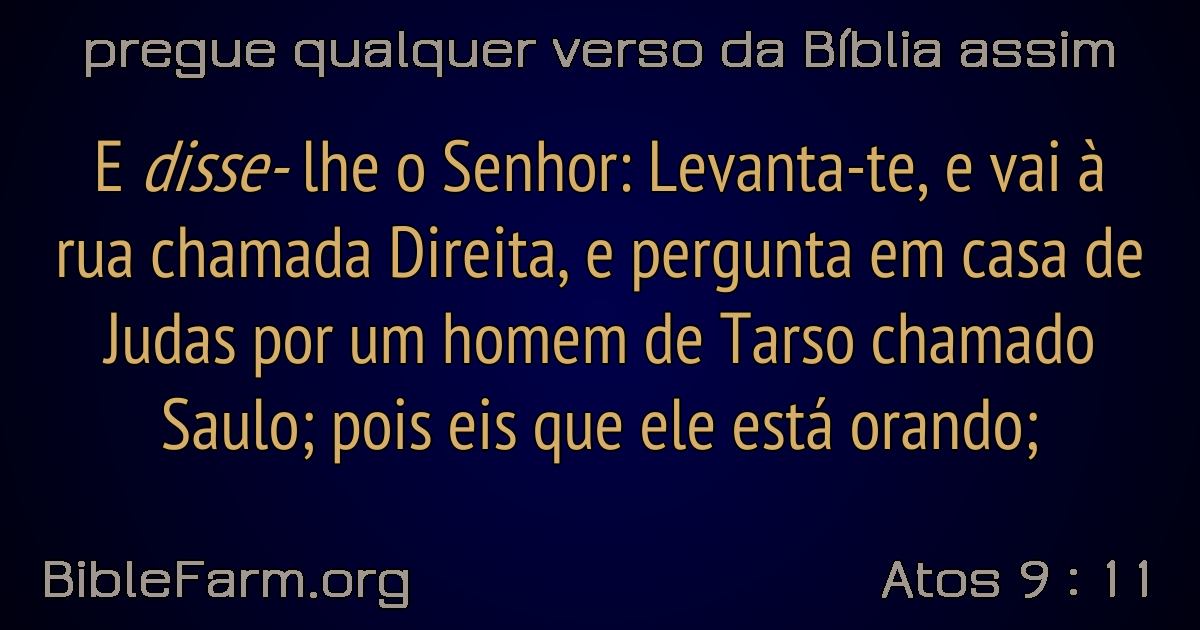 pregue qualquer verso da Bíblia assim
E disse- lhe o Senhor: Levanta-te, e vai à
rua chamada Direita, e pergunta em casa de
Judas por um homem de Tarso chamado
Saulo; pois eis que ele está orando;
BibleFarm.org
Atos 9 : 11